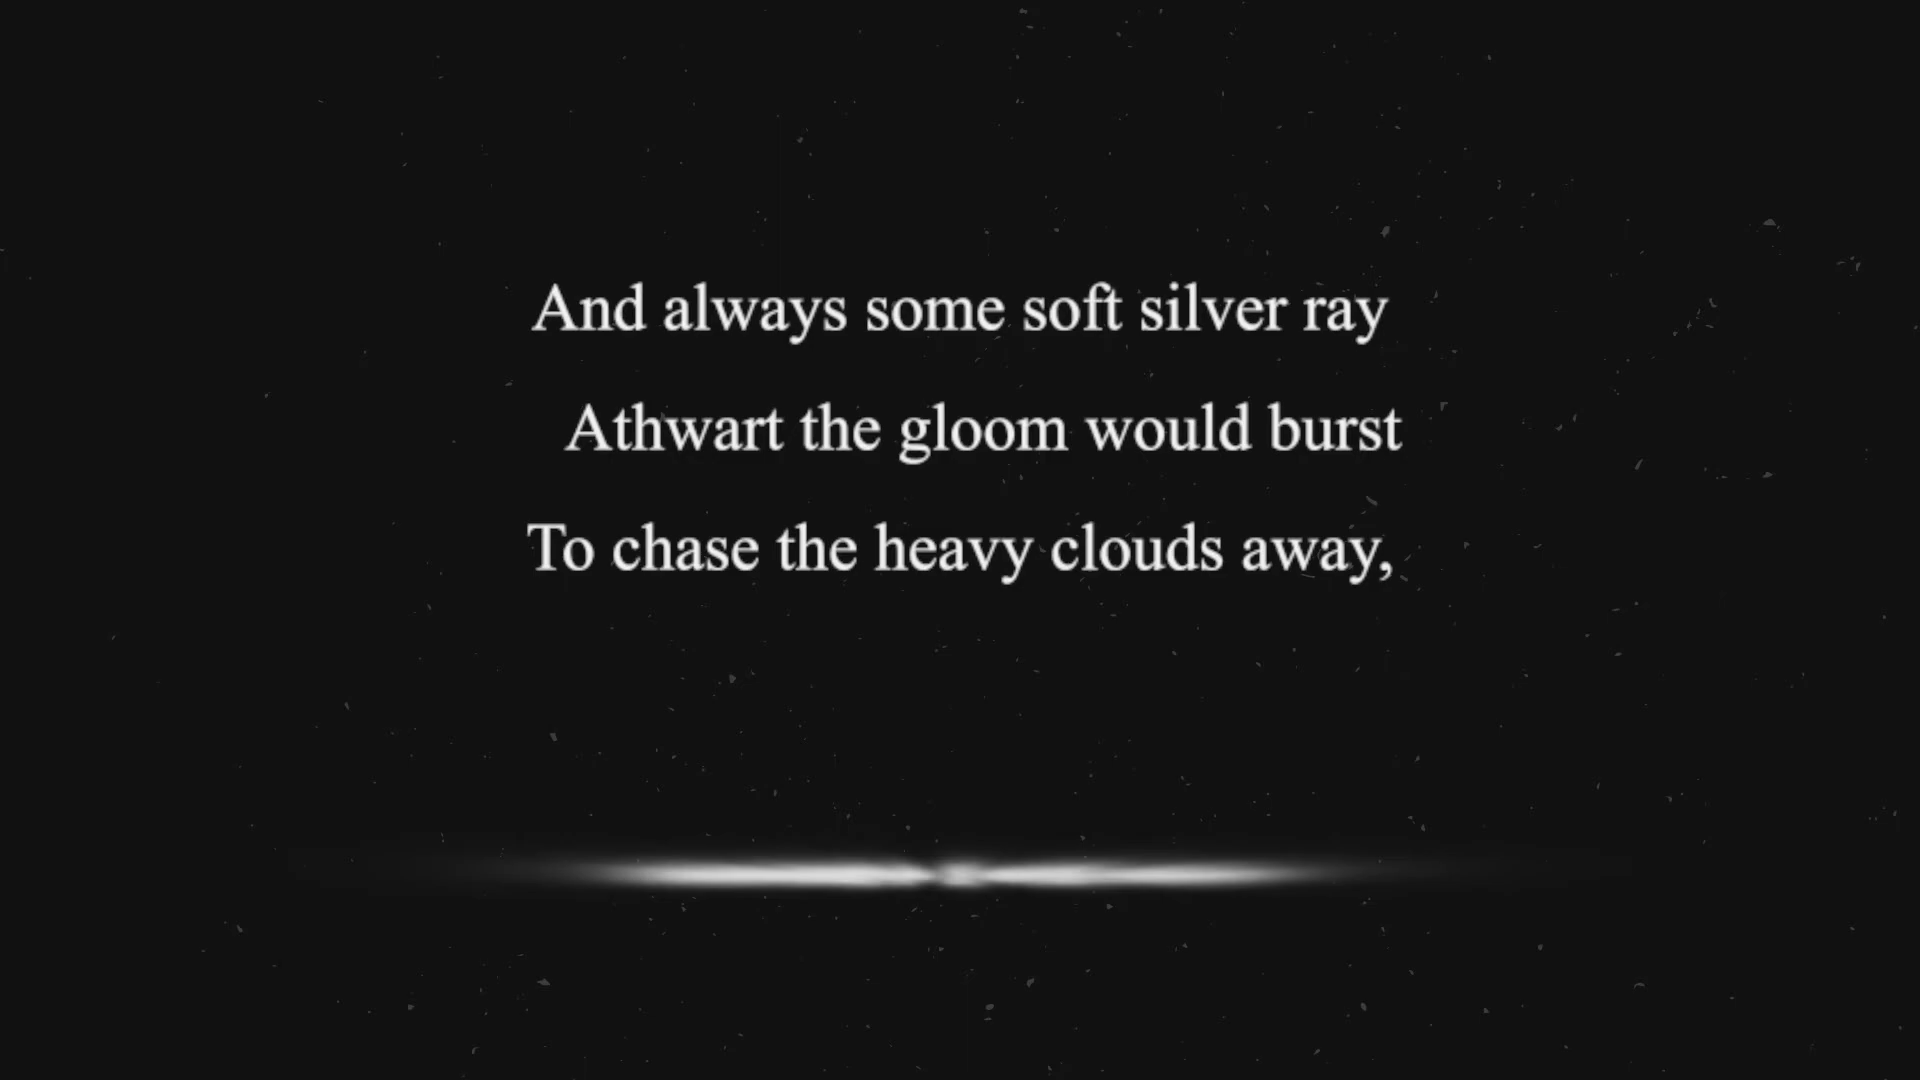 And always some soft silver ray
Athwart the gloom would burst
To chase the heavy clouds away,